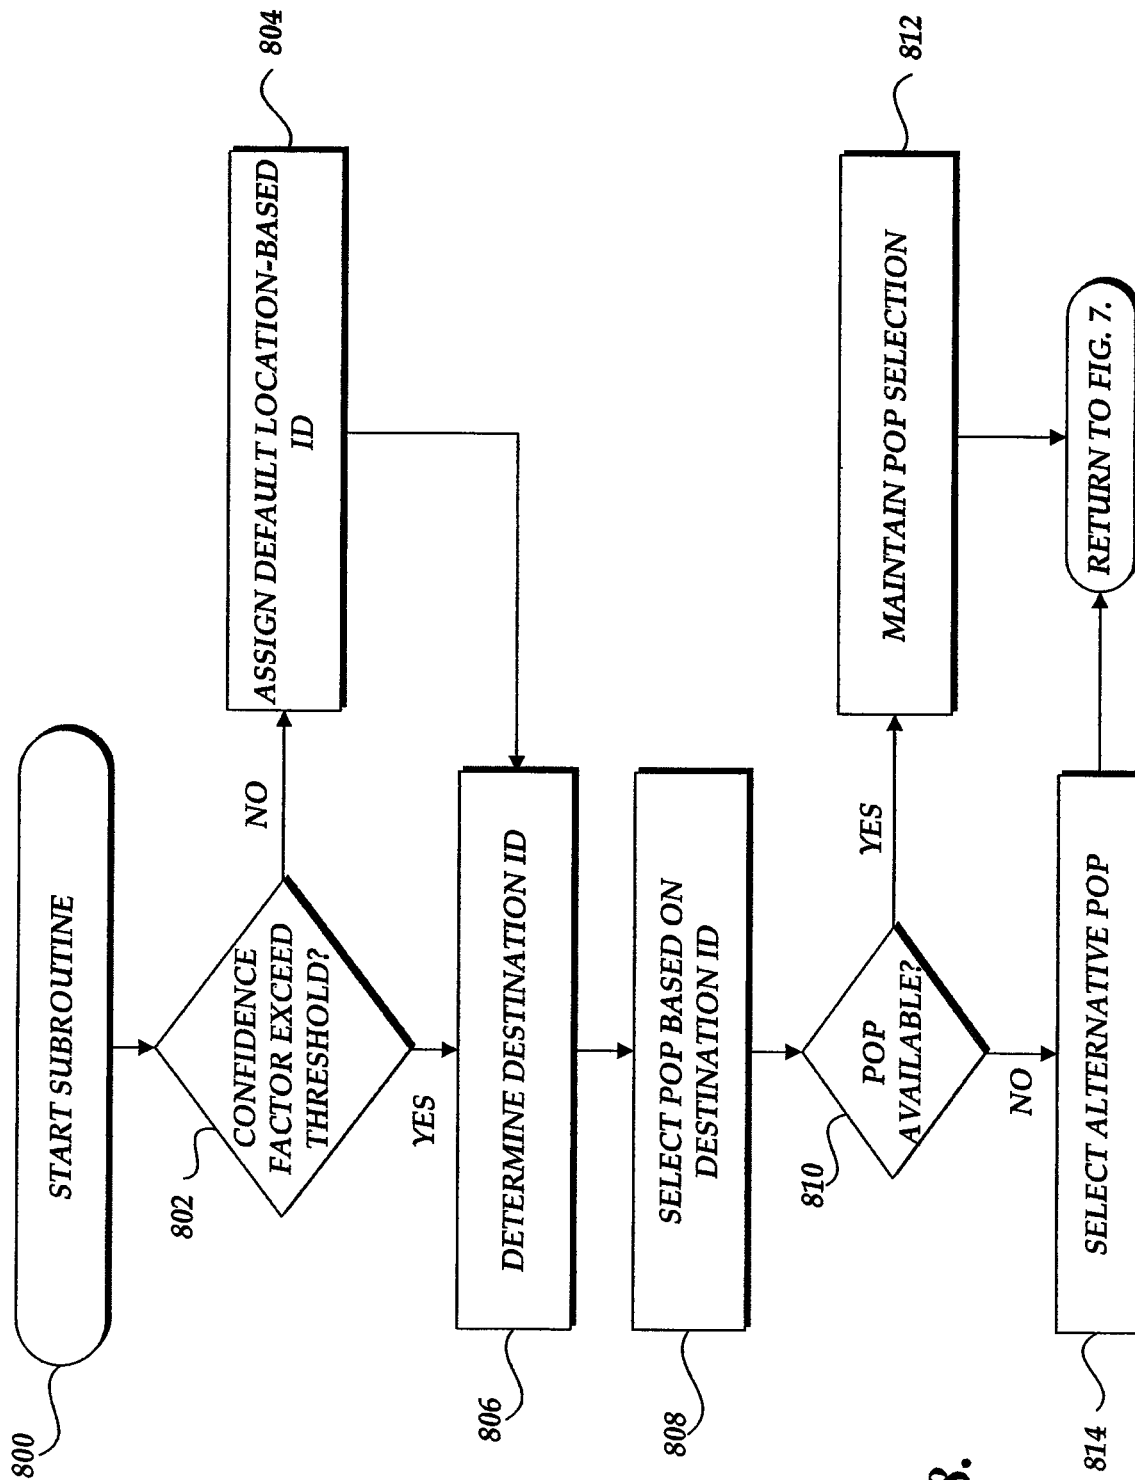 800
START SUBROUTINE
802
CONFIDENCE
FACTOR EXCEED
THRESHOLD?
NO
804
ASSIGN DEFAULT LOCATION-BASED
ID
YES
806
DETERMINE DESTINATION ID
808
SELECT POP BASED ON
DESTINATION ID
810
POP
AVAILABLE?
YES
812
MAINTAIN POP SELECTION
NO
814
SELECT ALTERNATIVE POP
RETURN TO FIG. 7.
8.